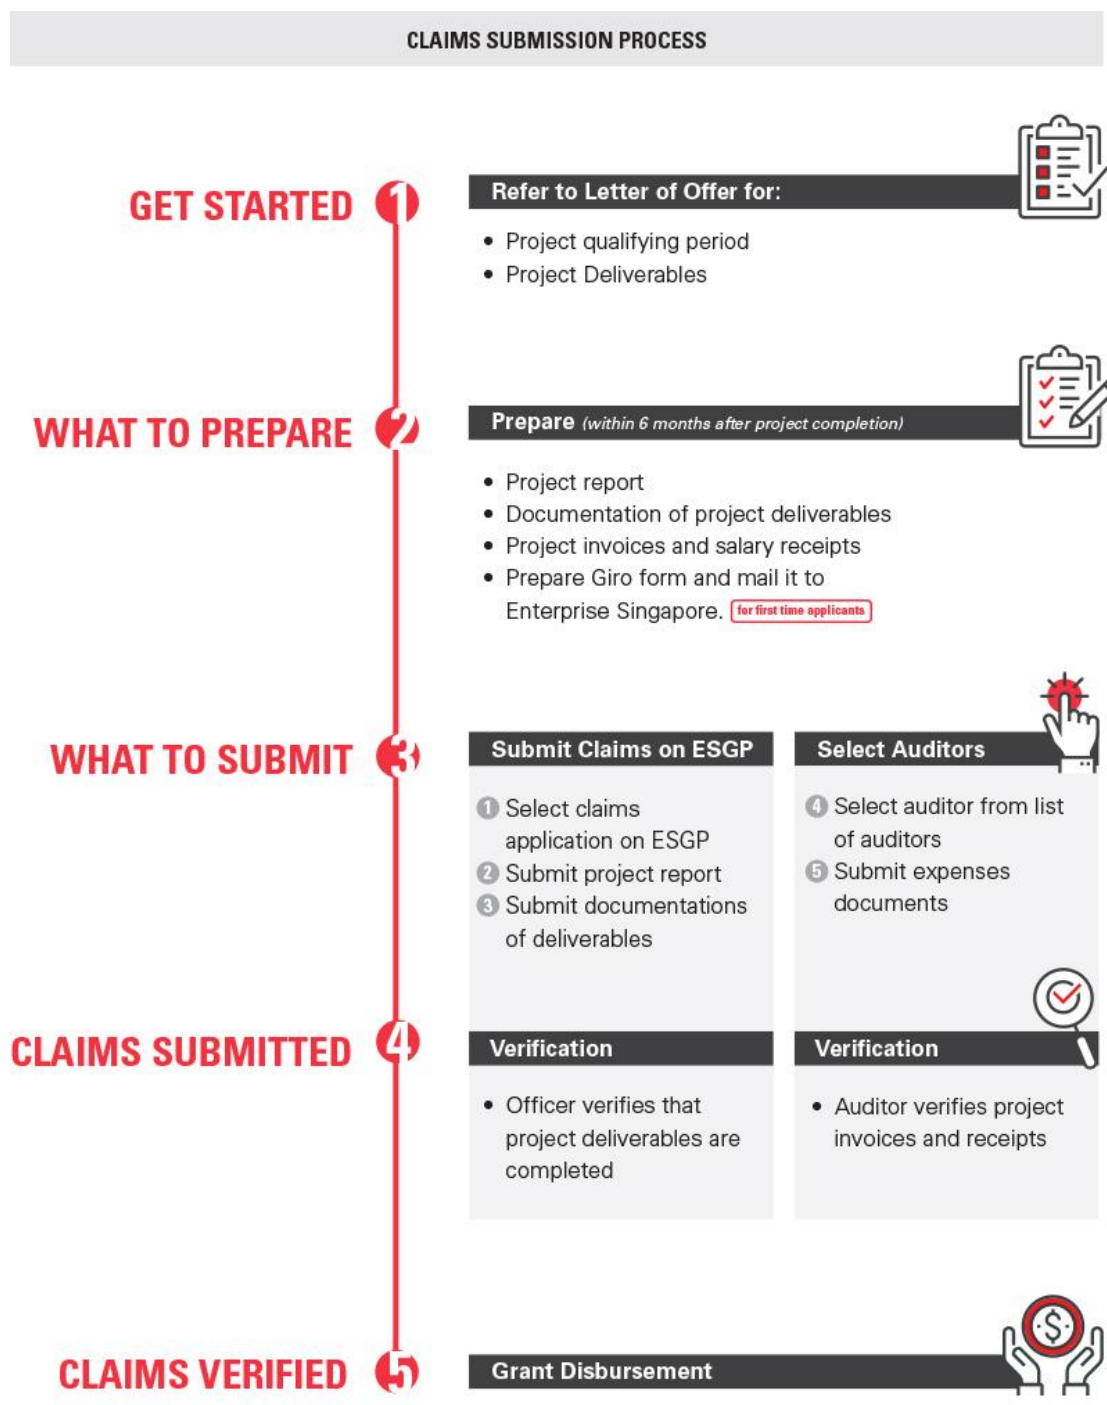 CLAIMS SUBMISSION PROCESS
GET STARTED 1
Refer to Letter of Offer for:
• Project qualifying period
• Project Deliverables
WHAT TO PREPARE 2
Prepare (within 6 months after project completion)
• Project report
• Documentation of project deliverables
• Project invoices and salary receipts
• Prepare Giro form and mail it to
Enterprise Singapore. for first time applicants
WHAT TO SUBMIT 3
Submit Claims on ESGP
1 Select claims
application on ESGP
2 Submit project report
3 Submit documentations
of deliverables
Select Auditors
4 Select auditor from list
of auditors
5 Submit expenses
documents
CLAIMS SUBMITTED 4
Verification
• Officer verifies that
project deliverables are
completed
Verification
• Auditor verifies project
invoices and receipts
CLAIMS VERIFIED 5
Grant Disbursement
$